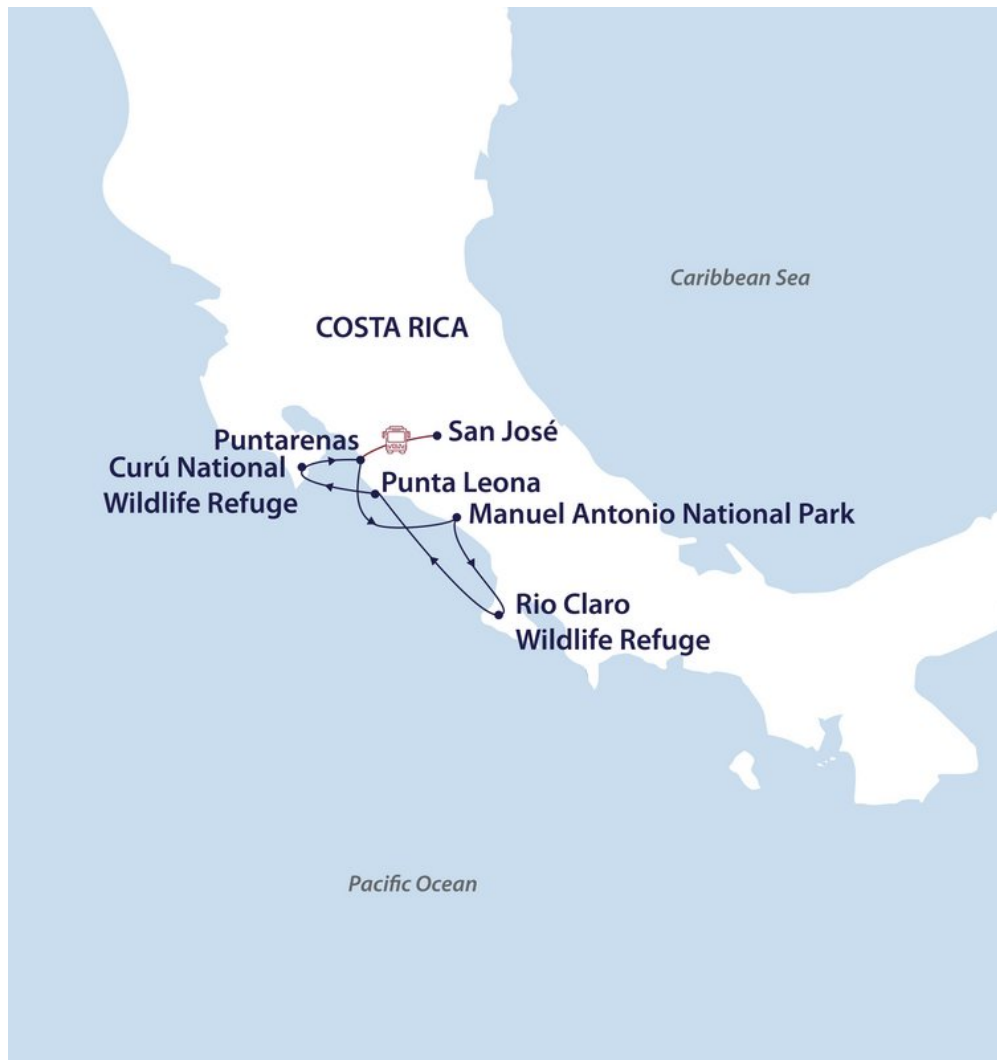 Caribbean Sea
COSTA RICA
San José
Puntarenas
Curú National
Wildlife Refuge
Punta Leona
Manuel Antonio National Park
Rio Claro
Wildlife Refuge
Pacific Ocean